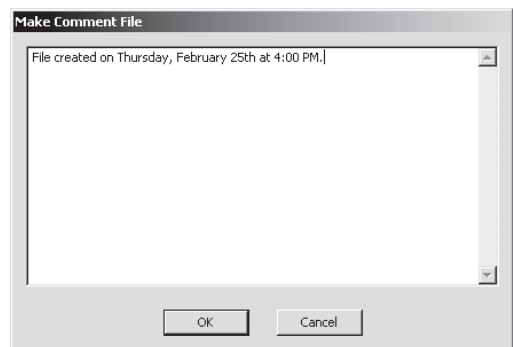 Make Comment File
File created on Thursday, February 25th at 4:00 PM.
OK
Cancel